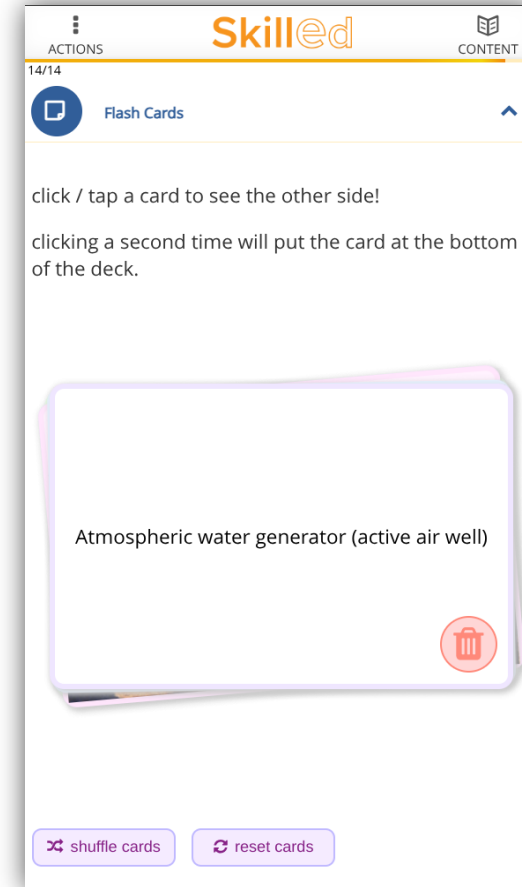 ACTIONS
Skilled
CONTENT
14/14
Flash Cards
click / tap a card to see the other side!
clicking a second time will put the card at the bottom
of the deck.
Atmospheric water generator (active air well)
shuffle cards
reset cards